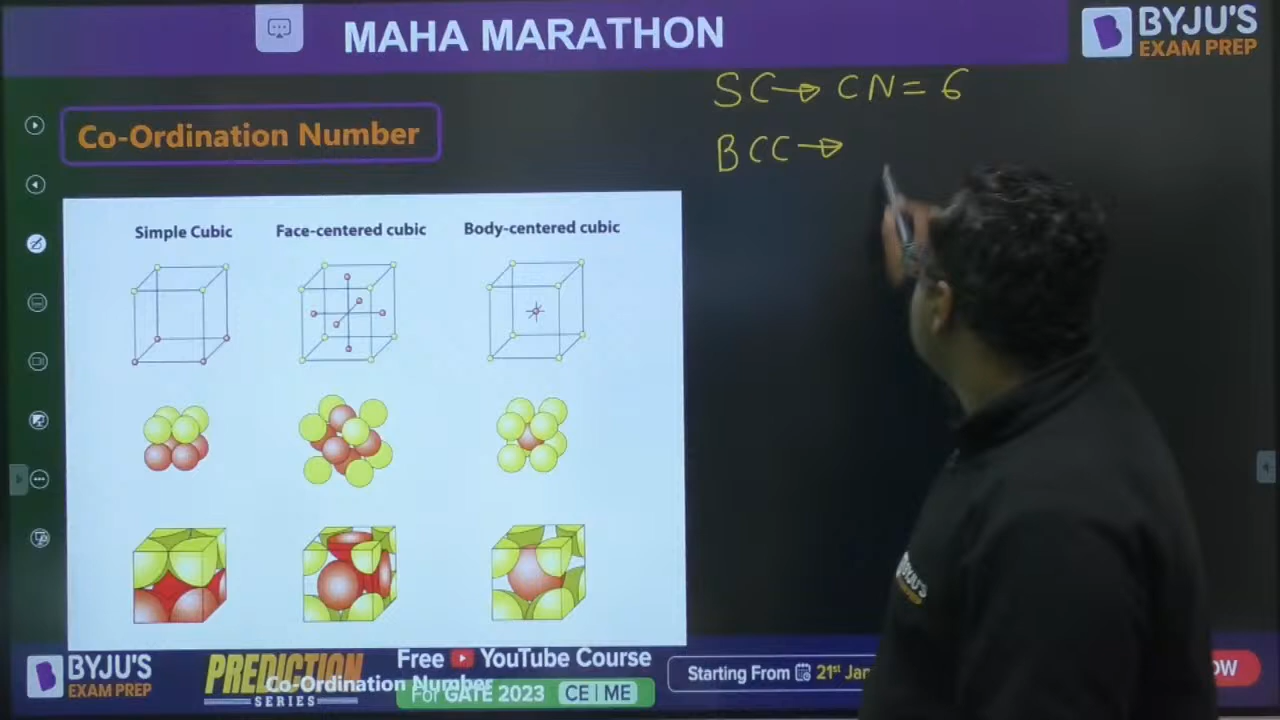 MAHA MARATHON
BYJU'S
EXAM PREP
SC→ CN = 6
BCC→
Co-Ordination Number
Simple Cubic
Face-centered cubic
Body-centered cubic
BYJU'S
BYJU'S
EXAM PREP
PREDICTION
SERIES
Free YouTube Course
For GATE 2023 CE | ME
Co-Ordination Number
Starting From 21st Jan
OW